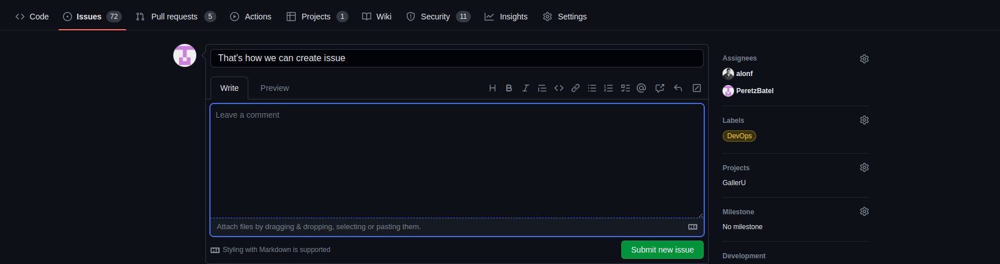 Code Issues 72 Pull requests 5 Actions Projects 1 Wiki Security 11 Insights Settings
That's how we can create issue
Write Preview
Leave a comment
Attach files by dragging & dropping, selecting or pasting them.
Styling with Markdown is supported
Submit new issue
Assignees
alonf
PeretzBatel
Labels
DevOps
Projects
GallerU
Milestone
No milestone
Development